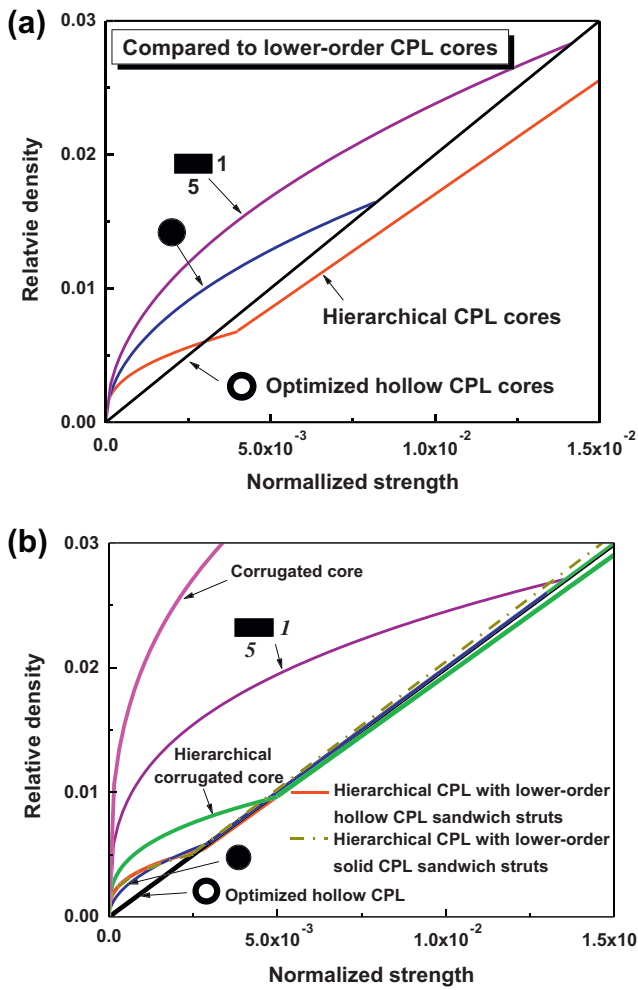 (a)
Compared to lower-order CPL cores
0.03
0.02
0.01
0.00
Relatvie density
1
5
Hierarchical CPL cores
Optimized hollow CPL cores
0.0
5.0x10⁻³
1.0x10⁻²
1.5x10⁻²
Normallized strength
(b)
0.03
0.02
0.01
0.00
Relative density
Corrugated core
1
5
Hierarchical
corrugated core
Hierarchical CPL with lower-order
hollow CPL sandwich struts
Hierarchical CPL with lower-order
solid CPL sandwich struts
Optimized hollow CPL
0.0
5.0x10⁻³
1.0x10⁻²
1.5x10
Normalized strength